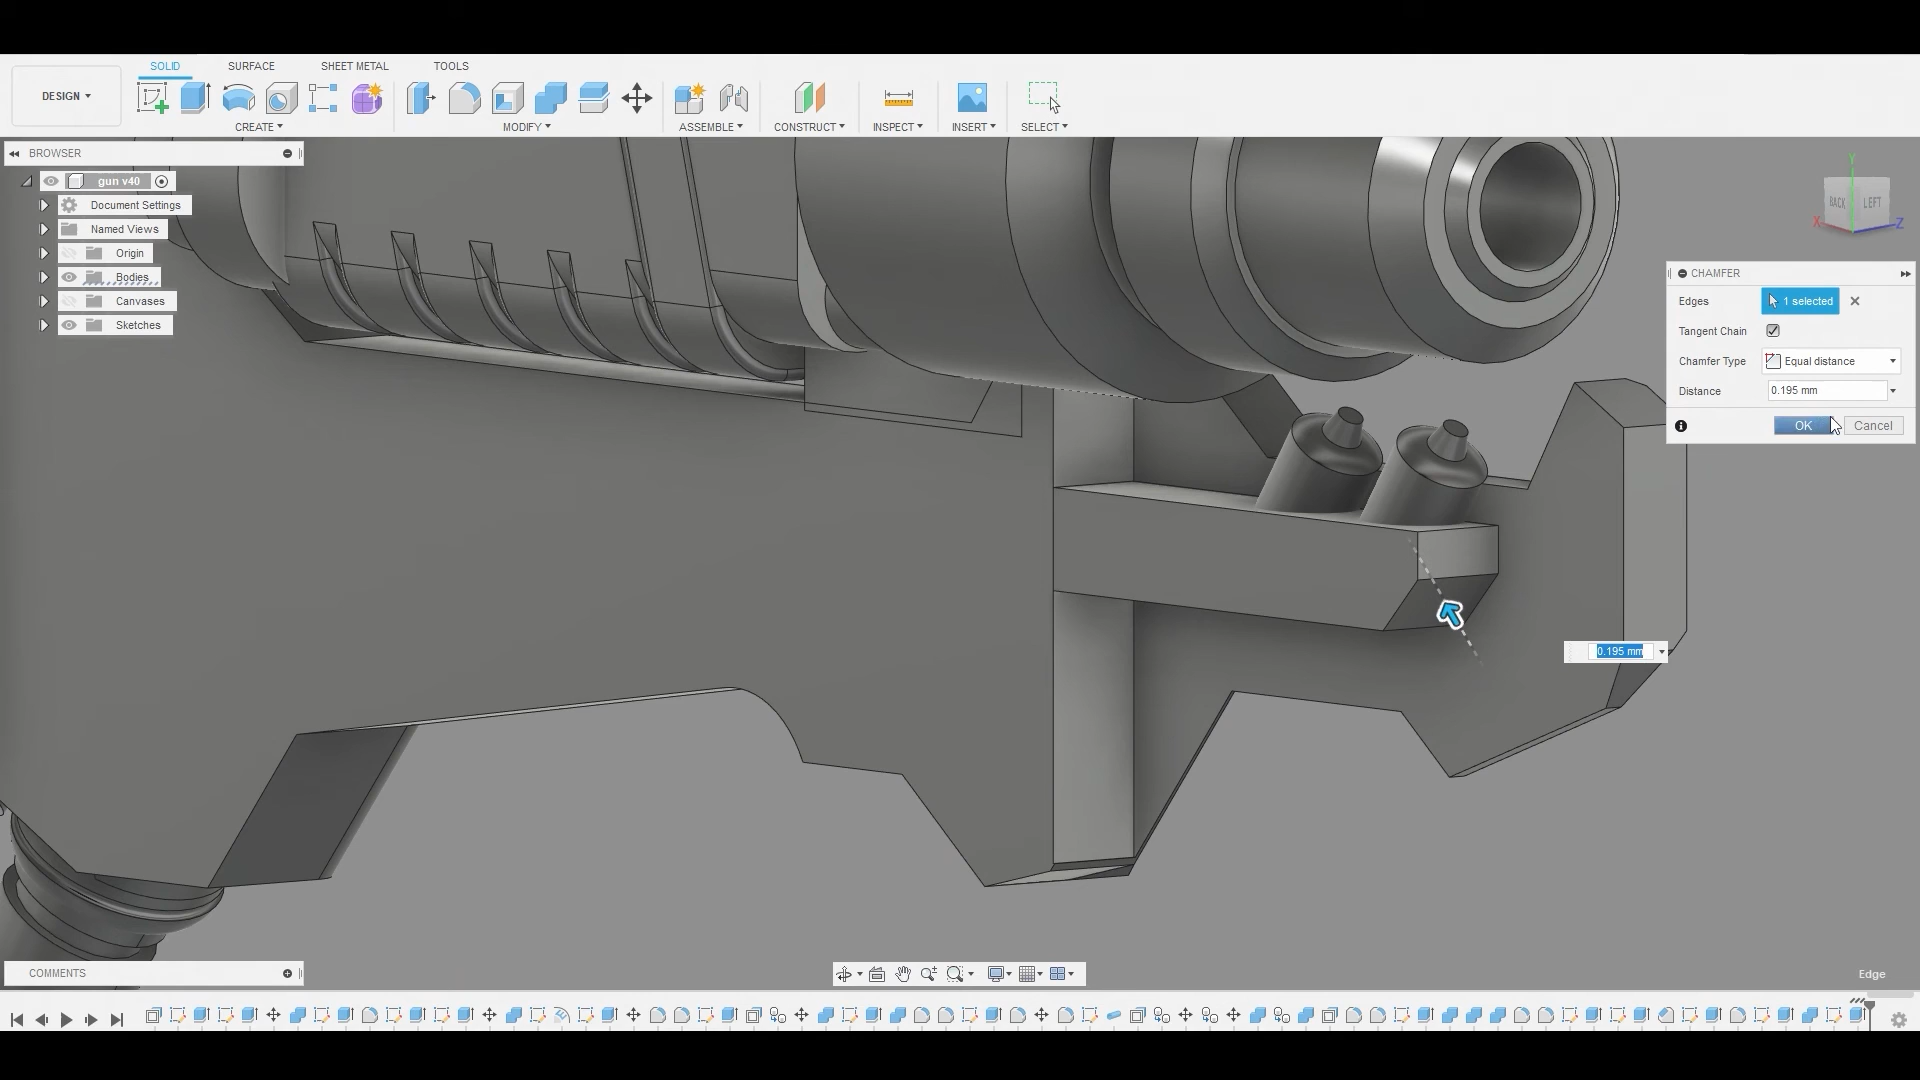 SOLID SURFACE SHEET METAL TOOLS
DESIGN
CREATE MODIFY ASSEMBLE CONSTRUCT INSPECT INSERT SELECT
BROWSER
gun v40
Document Settings
Named Views
Origin
Bodies
Canvases
Sketches
Y
BACK LEFT
X Z
CHAMFER
Edges 1 selected
Tangent Chain
Chamfer Type Equal distance
Distance 0.195 mm
OK Cancel
0.195 mm
COMMENTS
Edge